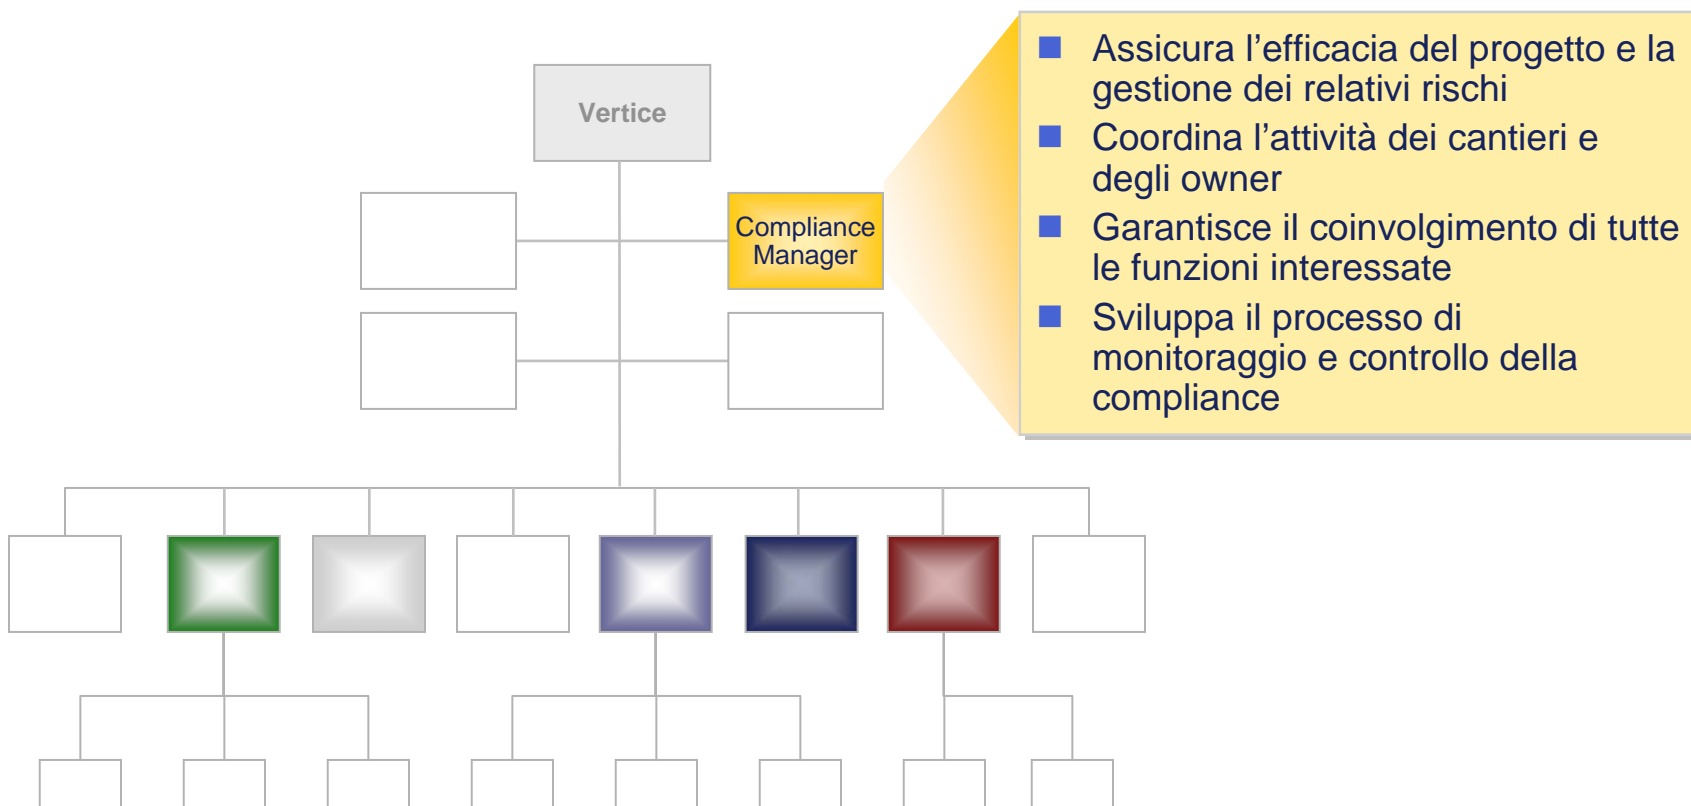 Vertice
Compliance
Manager
Assicura l’efficacia del progetto e la
gestione dei relativi rischi
Coordina l’attività dei cantieri e
degli owner
Garantisce il coinvolgimento di tutte
le funzioni interessate
Sviluppa il processo di
monitoraggio e controllo della
compliance